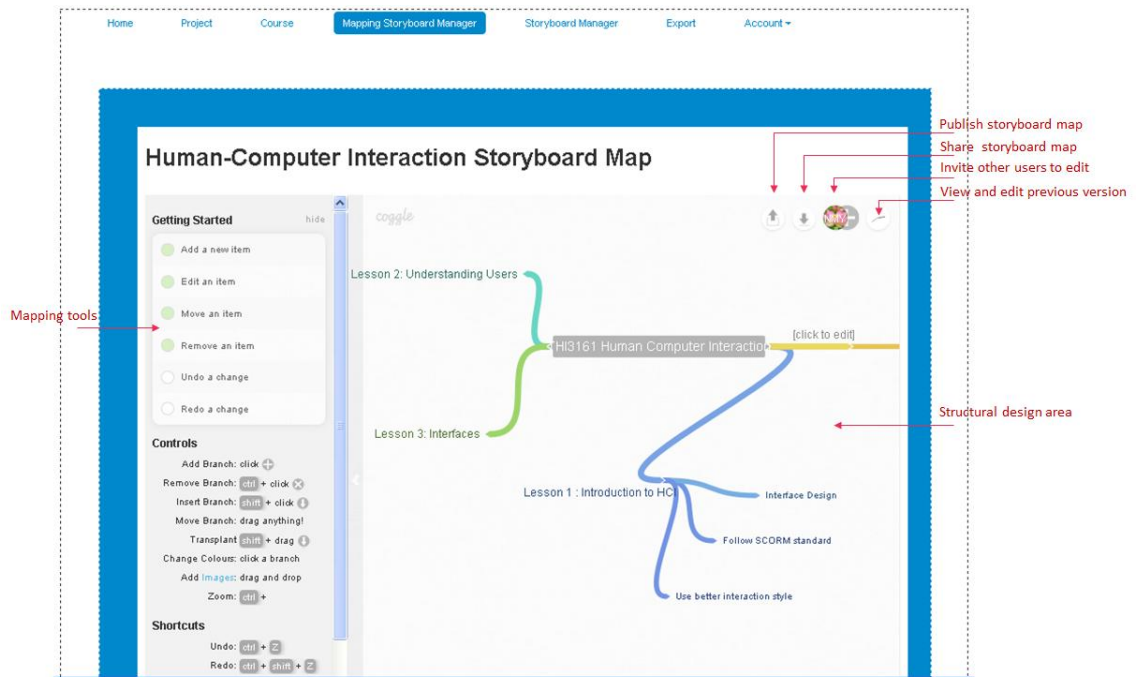 Home Project Course Mapping Storyboard Manager Storyboard Manager Export Account
Publish storyboard map
Share storyboard map
Invite other users to edit
View and edit previous version
Human-Computer Interaction Storyboard Map
Getting Started hide
coggle
Add a new item
Edit an item
Move an item
Remove an item
Undo a change
Redo a change
Mapping tools
Controls
Add Branch: click
Remove Branch: ctrl + click
Insert Branch: shift + click
Move Branch: drag anything!
Transplant shift + drag
Change Colours: click a branch
Add Images: drag and drop
Zoom: ctrl +
Shortcuts
Undo: ctrl + Z
Redo: ctrl + shift + Z
Lesson 2: Understanding Users
HI3161 Human Computer Interactio
[click to edit]
Lesson 3: Interfaces
Structural design area
Lesson 1 : Introduction to HCI
Interface Design
Follow SCORM standard
Use better interaction style